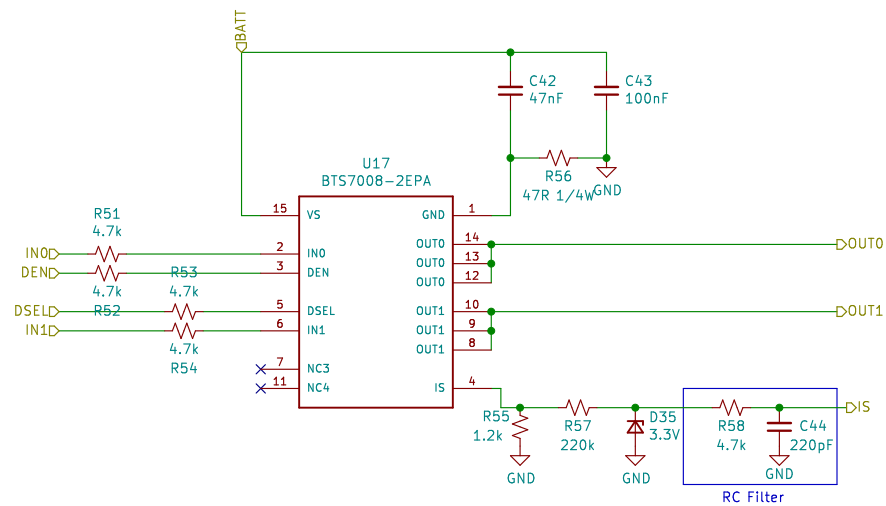 BATT
C42
47nF
C43
100nF
R56
47R 1/4W
GND
U17
BTS7008-2EPA
15 VS
GND 1
R51
4.7k
IN0
2 IN0
DEN
3 DEN
4.7k
R52
R53
4.7k
DSEL
5 DSEL
IN1
6 IN1
4.7k
R54
7 NC3
11 NC4
OUT0 14
OUT0 13
OUT0 12
OUT0
OUT1 10
OUT1 9
OUT1 8
OUT1
IS 4
R55
1.2k
GND
R57
220k
D35
3.3V
GND
R58
4.7k
C44
220pF
GND
IS
RC Filter